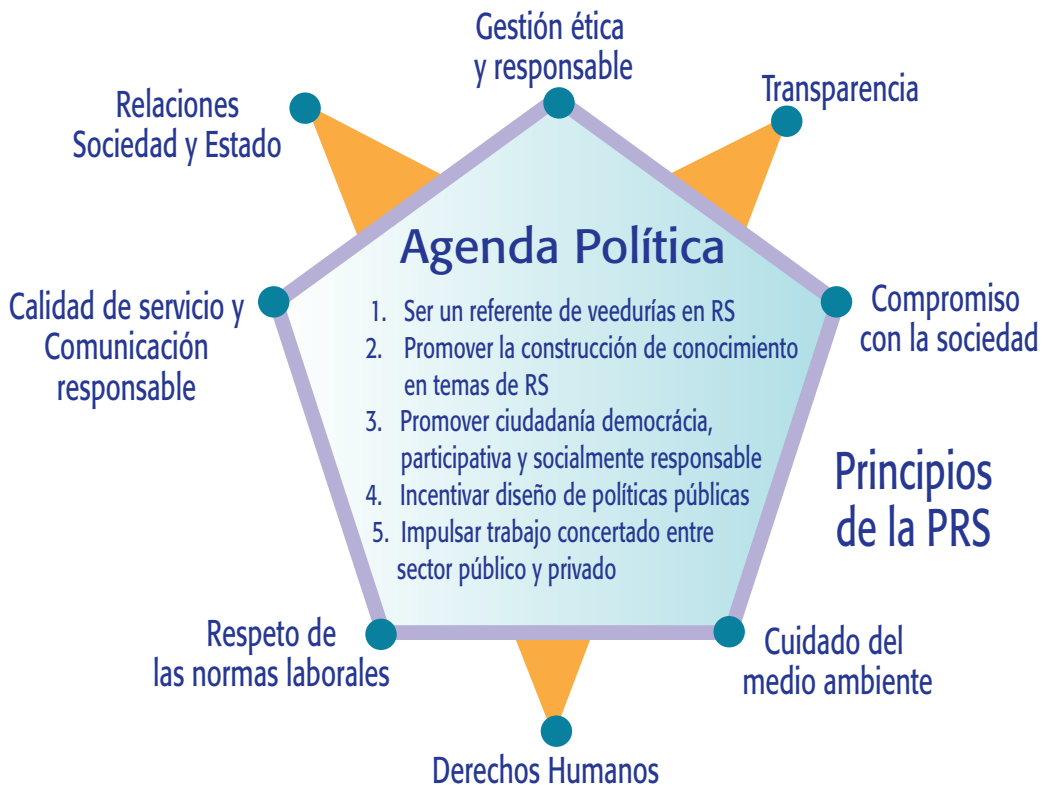 Gestión ética
y responsable
Relaciones
Sociedad y Estado
Transparencia
Agenda Política
1. Ser un referente de veedurías en RS
2. Promover la construcción de conocimiento
en temas de RS
3. Promover ciudadanía democrácia,
participativa y socialmente responsable
4. Incentivar diseño de políticas públicas
5. Impulsar trabajo concertado entre
sector público y privado
Calidad de servicio y
Comunicación
responsable
Compromiso
con la sociedad
Principios
de la PRS
Respeto de
las normas laborales
Cuidado del
medio ambiente
Derechos Humanos